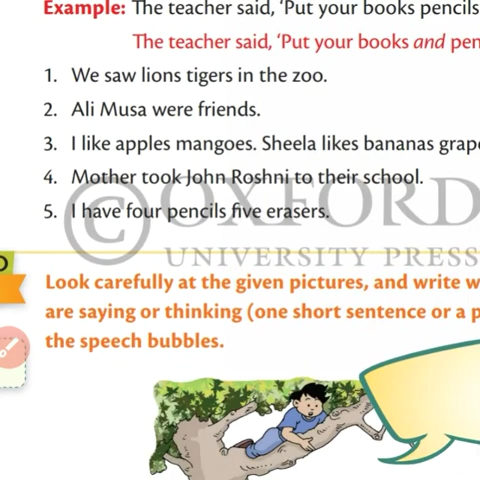 Example: The teacher said, ‘Put your books pencils
The teacher said, ‘Put your books and pen
1. We saw lions tigers in the zoo.
2. Ali Musa were friends.
3. I like apples mangoes. Sheela likes bananas grape
4. Mother took John Roshni to their school.
5. I have four pencils five erasers.
© OXFORD
UNIVERSITY PRESS
Look carefully at the given pictures, and write w
are saying or thinking (one short sentence or a p
the speech bubbles.